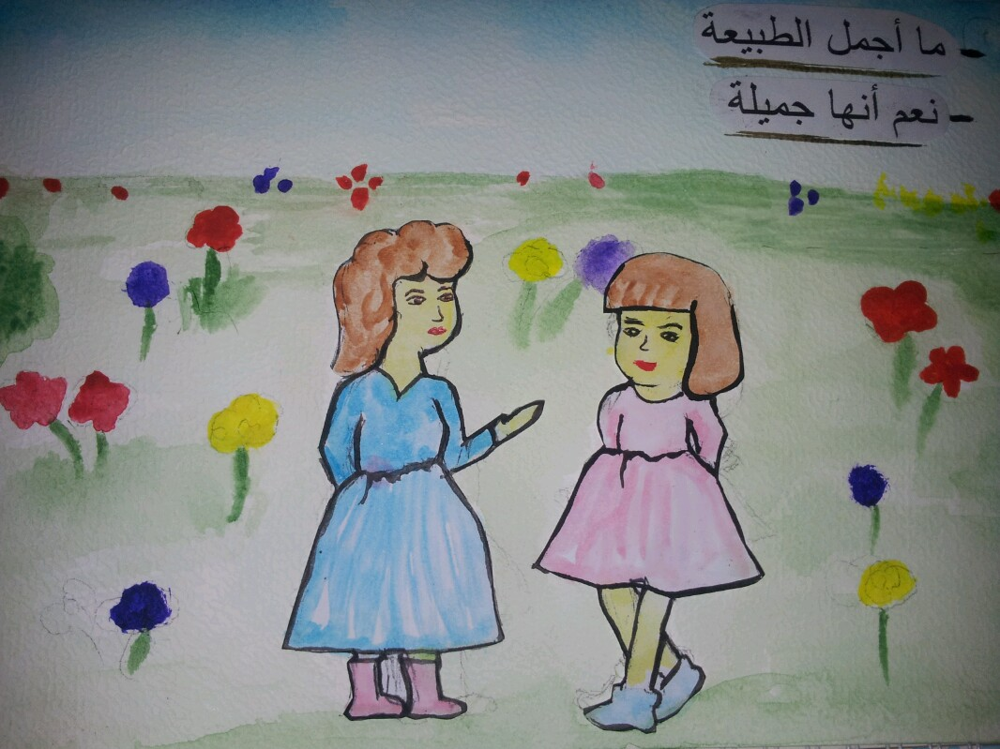 - ما أجمل الطبيعة
- نعم أنها جميلة